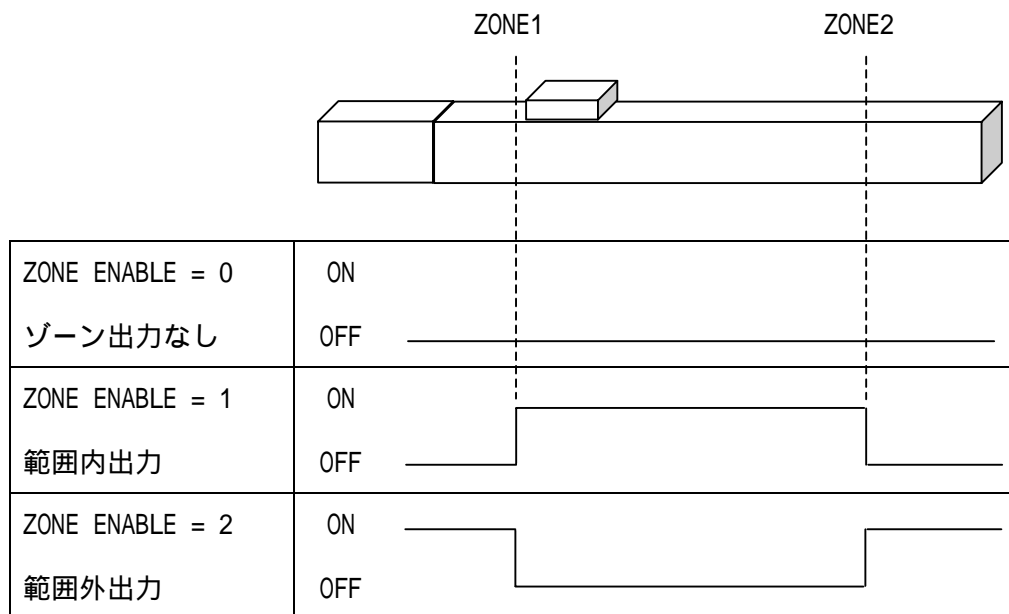 ZONE1 ZONE2
ZONE ENABLE = 0 ON
ゾーン出力なし OFF
ZONE ENABLE = 1 ON
範囲内出力 OFF
ZONE ENABLE = 2 ON
範囲外出力 OFF